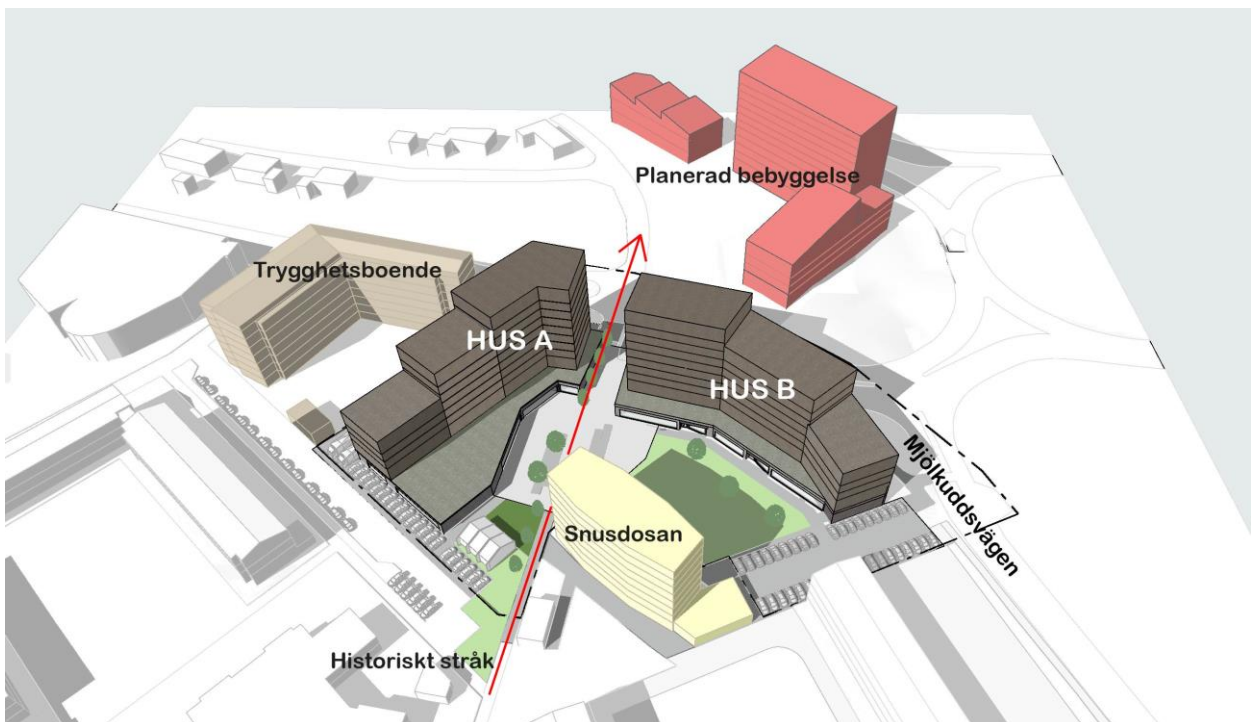 Planerad bebyggelse
Trygghetsboende
HUS A
HUS B
Mjölkuddsvägen
Snusdosan
Historiskt stråk